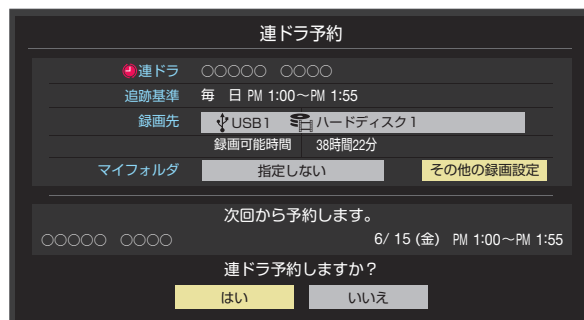 連ドラ予約
連ドラ ○○○○○ ○○○○
追跡基準 毎 日 PM 1:00~PM 1:55
録画先 USB1 ハードディスク1
録画可能時間 38時間22分
マイフォルダ 指定しない その他の録画設定
次回から予約します。
○○○○○ ○○○○ 6/ 15 (金) PM 1:00~PM 1:55
連ドラ予約しますか?
はい いいえ